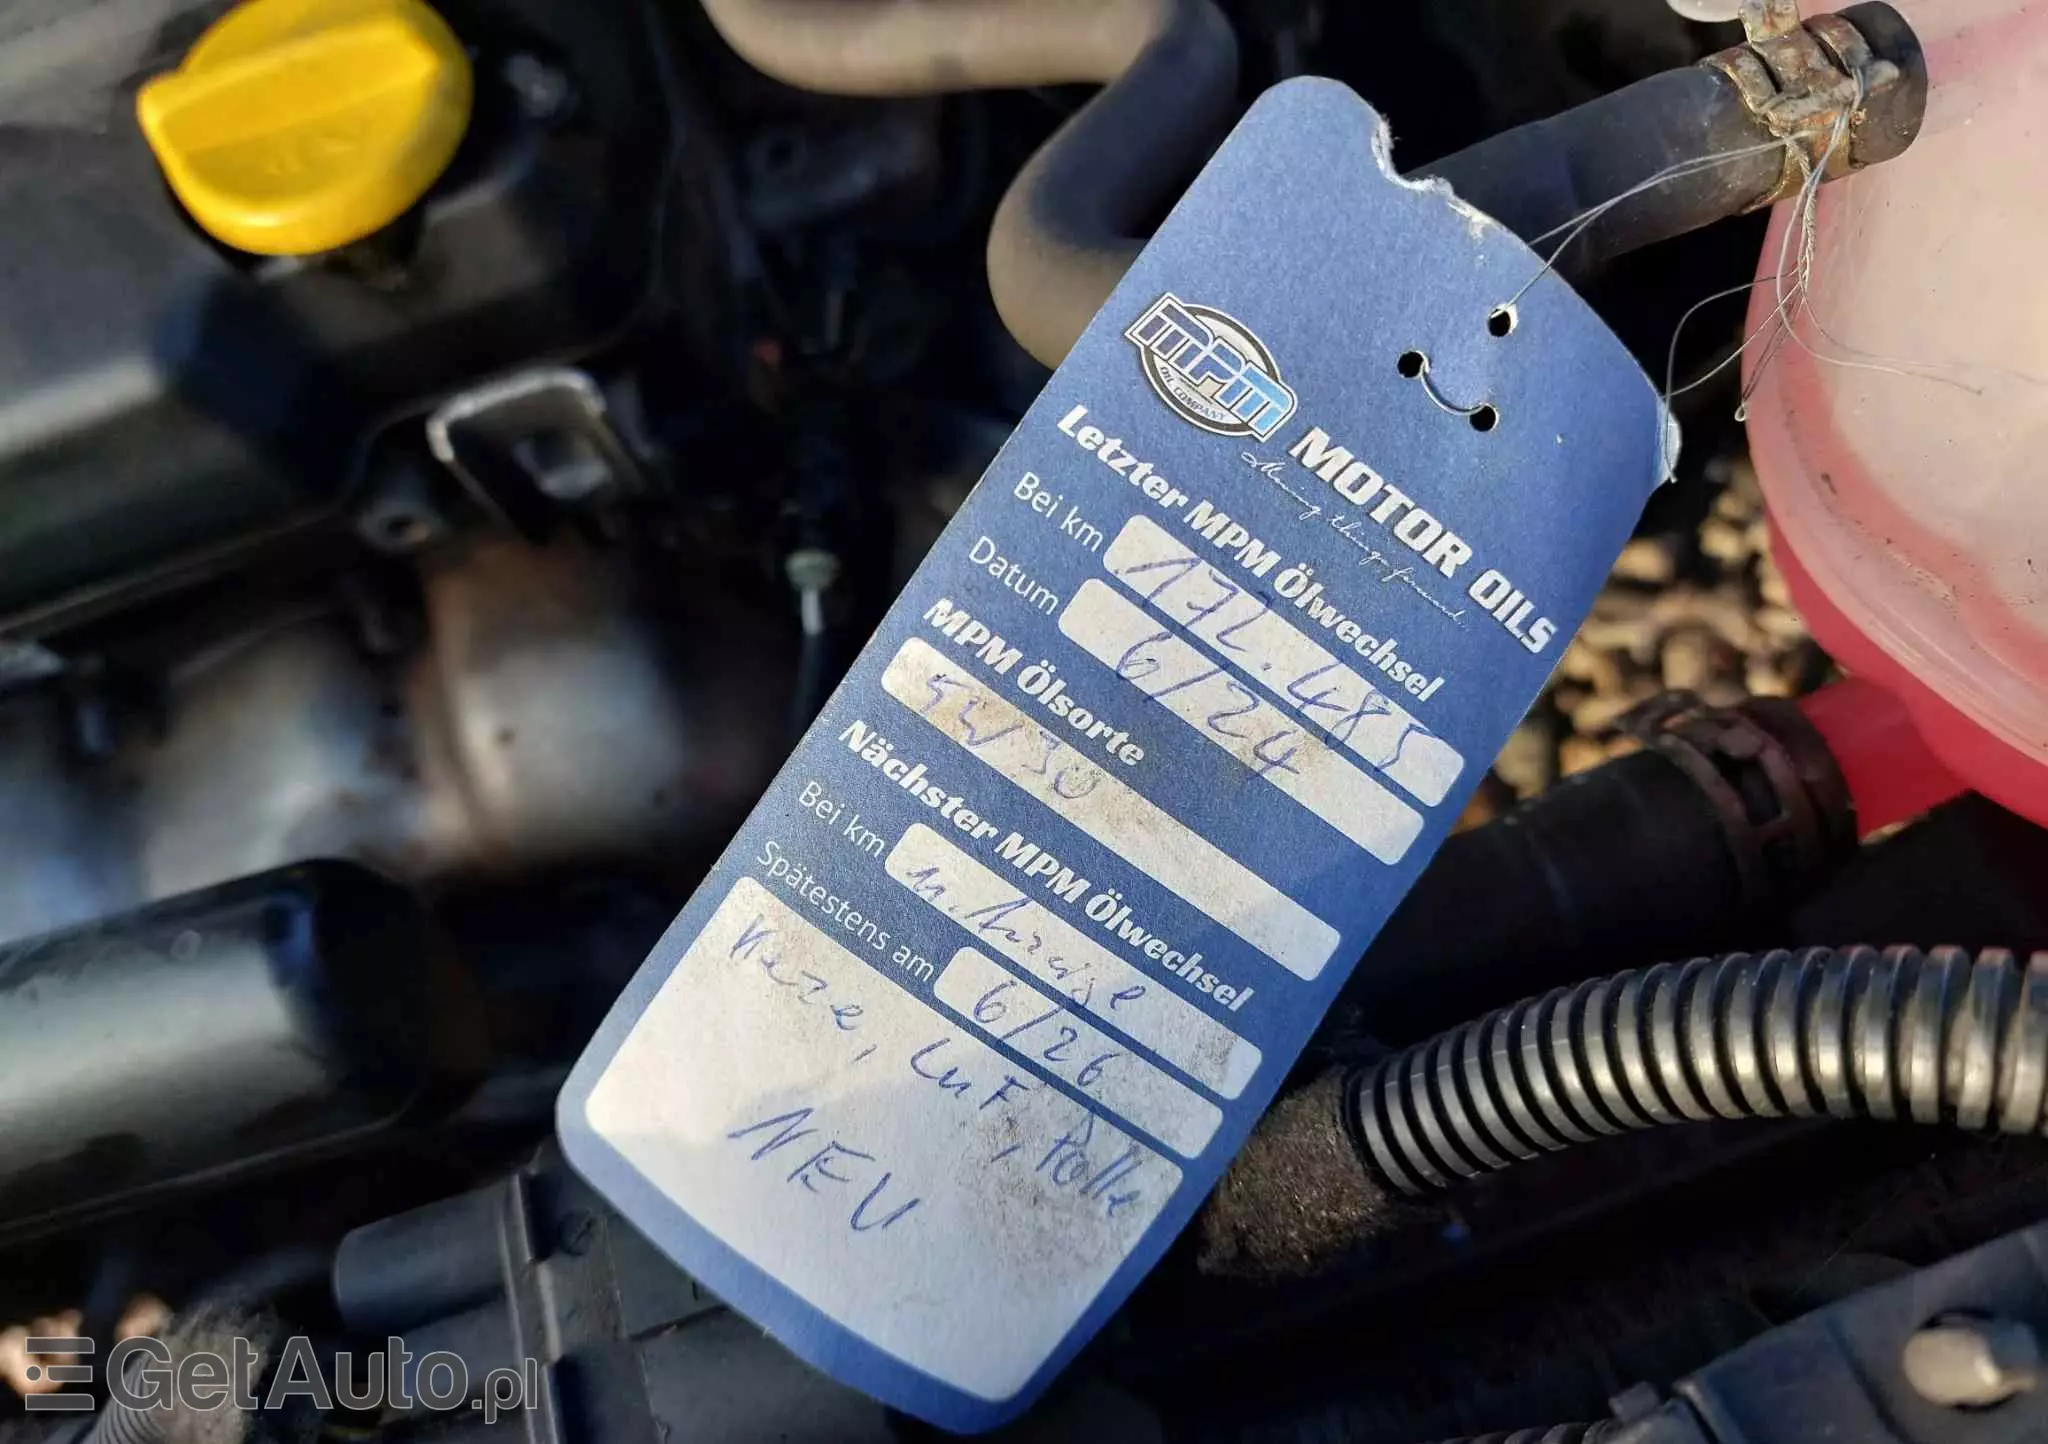 MPM
OIL COMPANY
MOTOR OILS
Moving things forward.
Letzter MPM Ölwechsel
Bei km 172.485
Datum 6/24
MPM Ölsorte
5W30
Nächster MPM Ölwechsel
Bei km n. Anzeige
Spätestens am 6/26
Kerze, Luf, Rolle
NEU
GetAuto.pl